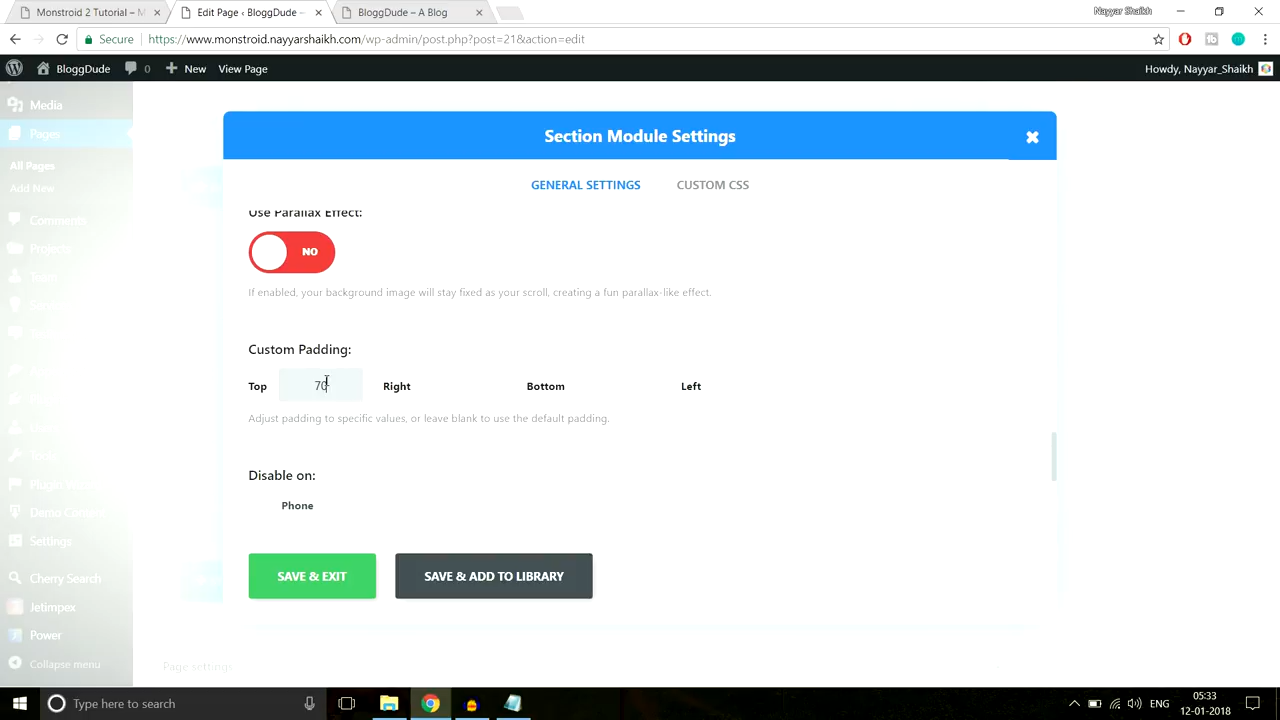 Monstroid 2 Tutorial – M
Edit Page ‹ BloggDude —
BloggDude – A Blog
Nayyar Shaikh
Secure
https://www.monstroid.nayyarshaikh.com/wp-admin/post.php?post=21&action=edit
BloggDude
0
New
View Page
Howdy, Nayyar_Shaikh
Media
Pages
All Pages
Add New
Comments
Projects
Settings
Cherry Search
Jetimpex
Power
Collapse menu
Section Module Settings
GENERAL SETTINGS
CUSTOM CSS
Use Parallax Effect:
NO
If enabled, your background image will stay fixed as your scroll, creating a fun parallax-like effect.
Custom Padding:
Top
70
Right
Bottom
Left
Adjust padding to specific values, or leave blank to use the default padding.
Disable on:
Phone
SAVE & EXIT
SAVE & ADD TO LIBRARY
Page settings
Type here to search
ENG
05:33
12-01-2018